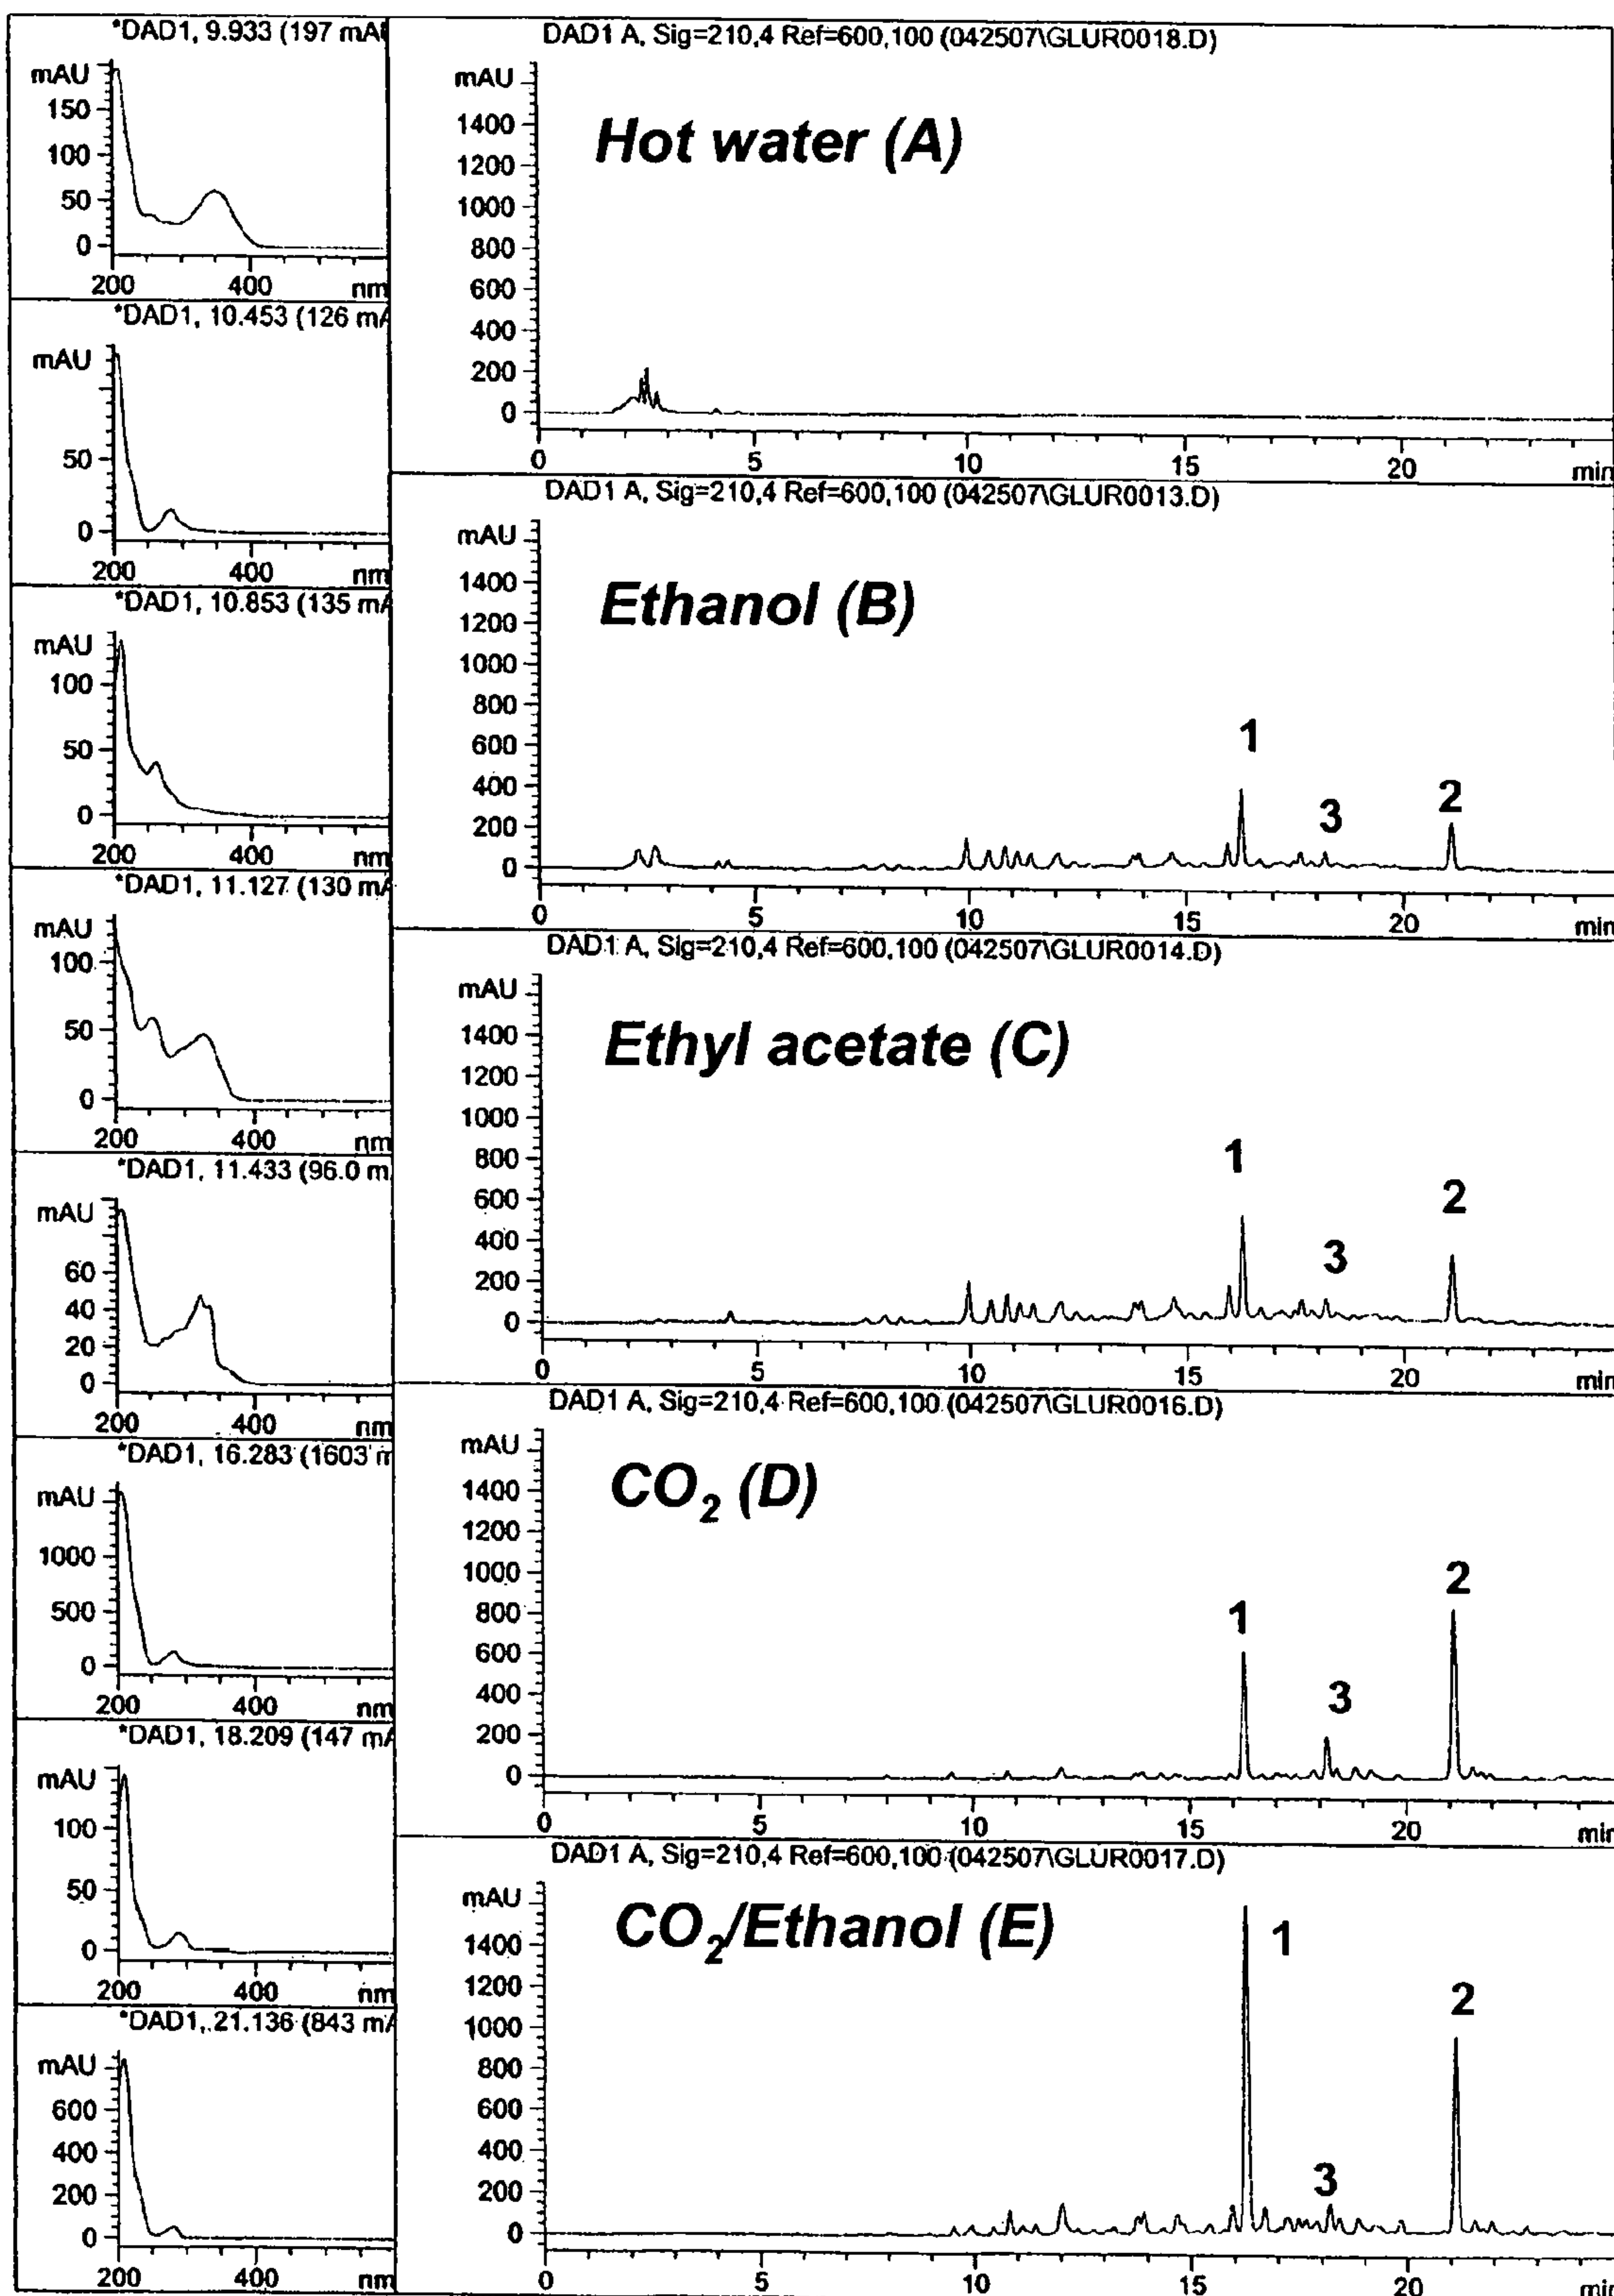 *DAD1, 9.933 (197 mAU
mAU
150
100
50
0
200 400 nm
*DAD1, 10.453 (126 mA
mAU
50
0
200 400 nm
*DAD1, 10.853 (135 mA
mAU
100
50
0
200 400 nm
*DAD1, 11.127 (130 mA
mAU
100
50
0
200 400 nm
*DAD1, 11.433 (96.0 m
mAU
60
40
20
0
200 400 nm
*DAD1, 16.283 (1603 m
mAU
1000
500
0
200 400 nm
*DAD1, 18.209 (147 mA
mAU
100
50
0
200 400 nm
*DAD1, 21.136 (843 mA
mAU
600
400
200
0
200 400 nm
DAD1 A, Sig=210,4 Ref=600,100 (042507\GLUR0018.D)
mAU
Hot water (A)
1400
1200
1000
800
600
400
200
0
0 5 10 15 20 min
DAD1 A, Sig=210,4 Ref=600,100 (042507\GLUR0013.D)
mAU
Ethanol (B)
1400
1200
1000
800
600
400
200
0
1
3
2
0 5 10 15 20 min
DAD1 A, Sig=210,4 Ref=600,100 (042507\GLUR0014.D)
mAU
Ethyl acetate (C)
1400
1200
1000
800
600
400
200
0
1
3
2
0 5 10 15 20 min
DAD1 A, Sig=210,4 Ref=600,100 (042507\GLUR0016.D)
mAU
CO₂ (D)
1400
1200
1000
800
600
400
200
0
1
3
2
0 5 10 15 20 min
DAD1 A, Sig=210,4 Ref=600,100 (042507\GLUR0017.D)
mAU
CO₂/Ethanol (E)
1400
1200
1000
800
600
400
200
0
1
3
2
0 5 10 15 20 min